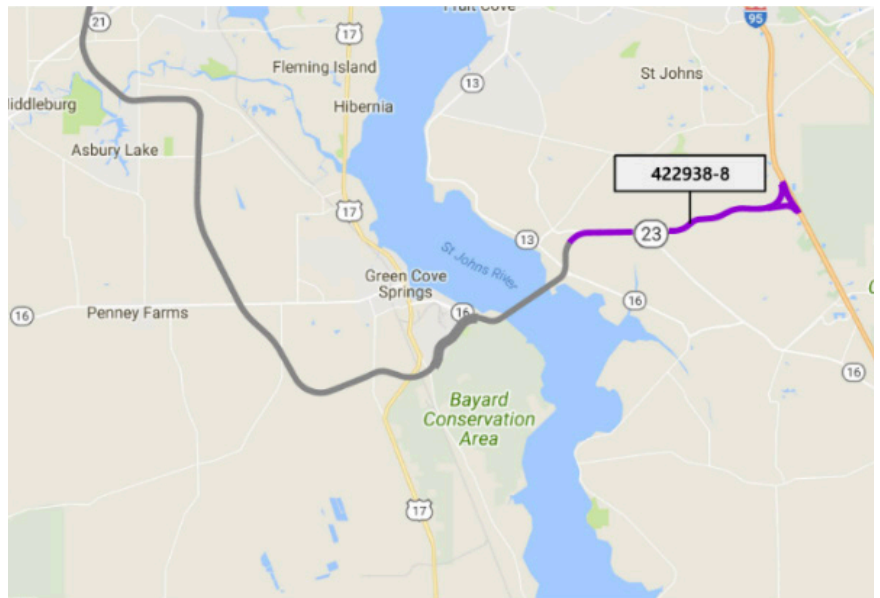 Fruit Cove
21
17
95
Fleming Island
13
St Johns
Middleburg
Hibernia
Asbury Lake
422938-8
17
13
23
St Johns River
Green Cove
Springs
16
16
16
Penney Farms
16
Bayard
Conservation
Area
17